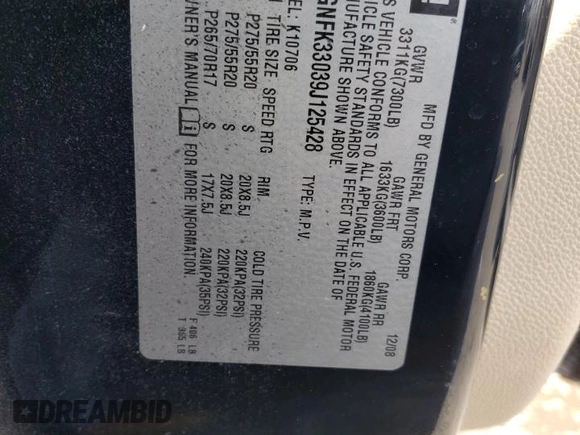 MFD BY GENERAL MOTORS CORP. 12/08
GVWR GAWR FRT GAWR RR
3311KG(7300LB) 1633KG(3600LB) 1860KG(4100LB)
S VEHICLE CONFORMS TO ALL APPLICABLE U.S. FEDERAL MOTOR
HICLE SAFETY STANDARDS IN EFFECT ON THE DATE OF
NUFACTURE SHOWN ABOVE.
GNFK33039J125428 TYPE: M.P.V.
EL: K10706
TIRE SIZE SPEED RTG RIM COLD TIRE PRESSURE
P275/55R20 S 20X8.5J 220KPA(32PSI)
P275/55R20 S 20X8.5J 220KPA(32PSI)
P265/70R17 S 17X7.5J 240KPA(35PSI)
WNER'S MANUAL i FOR MORE INFORMATION.
DREAMBID